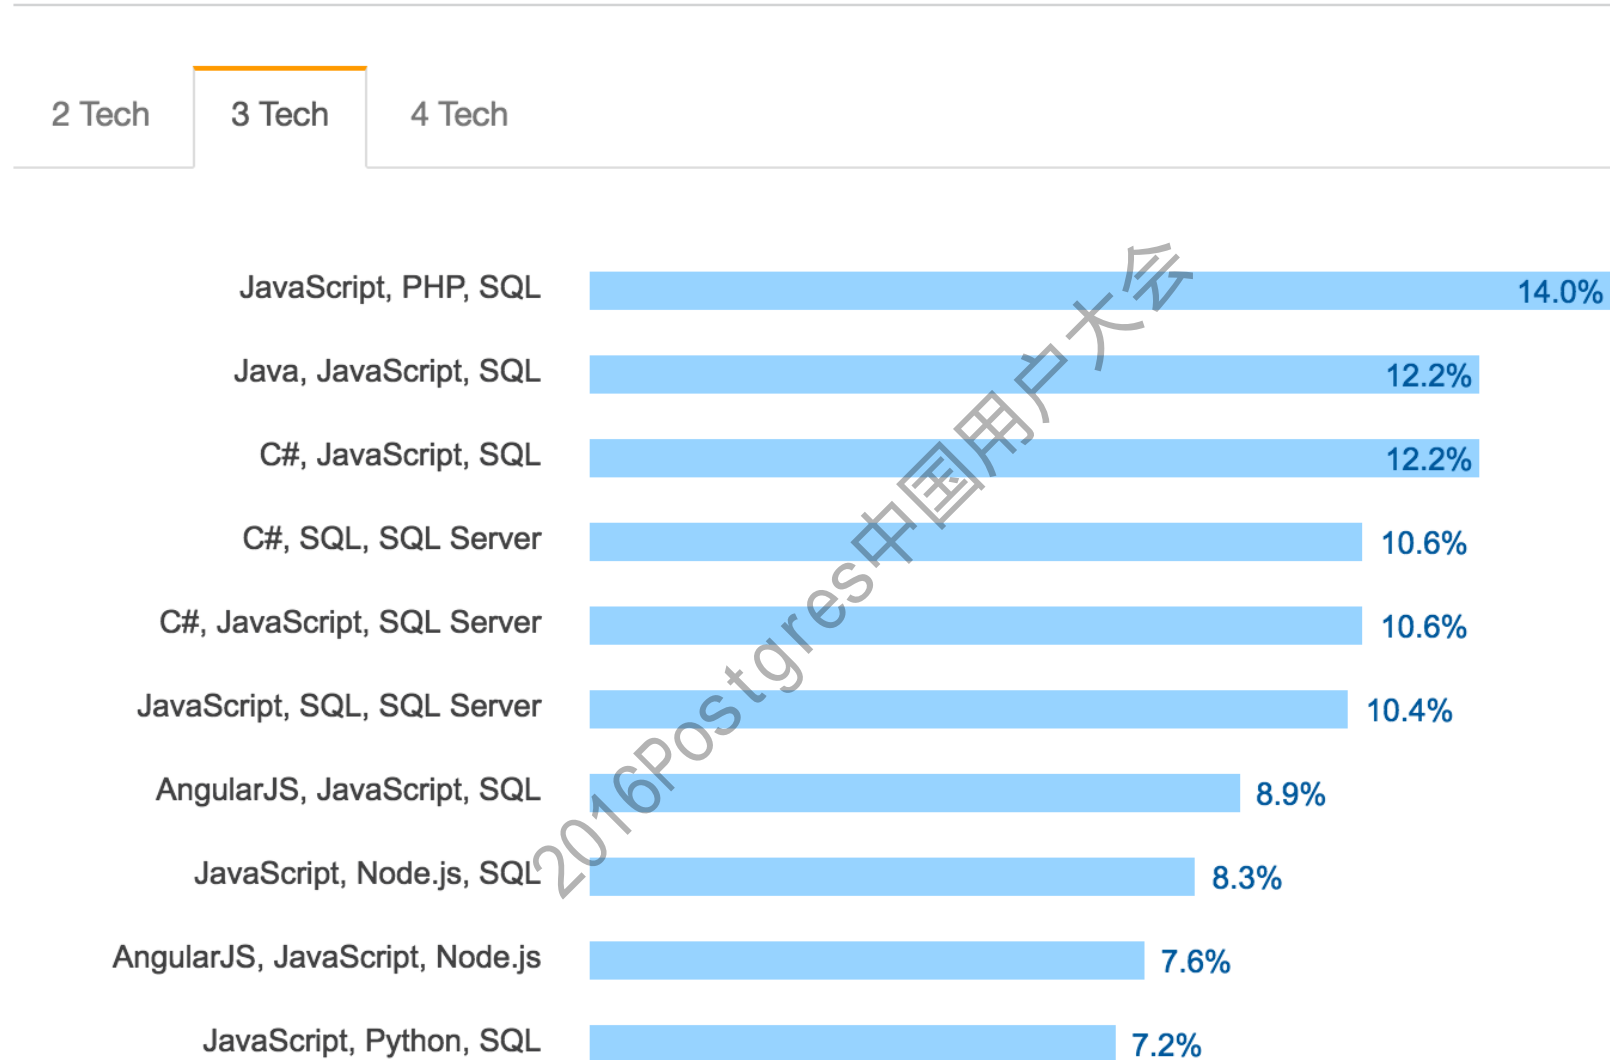 2 Tech 3 Tech 4 Tech
JavaScript, PHP, SQL 14.0%
Java, JavaScript, SQL 12.2%
C#, JavaScript, SQL 12.2%
C#, SQL, SQL Server 10.6%
C#, JavaScript, SQL Server 10.6%
JavaScript, SQL, SQL Server 10.4%
AngularJS, JavaScript, SQL 8.9%
JavaScript, Node.js, SQL 8.3%
AngularJS, JavaScript, Node.js 7.6%
JavaScript, Python, SQL 7.2%
2016Postgres中国用户大会